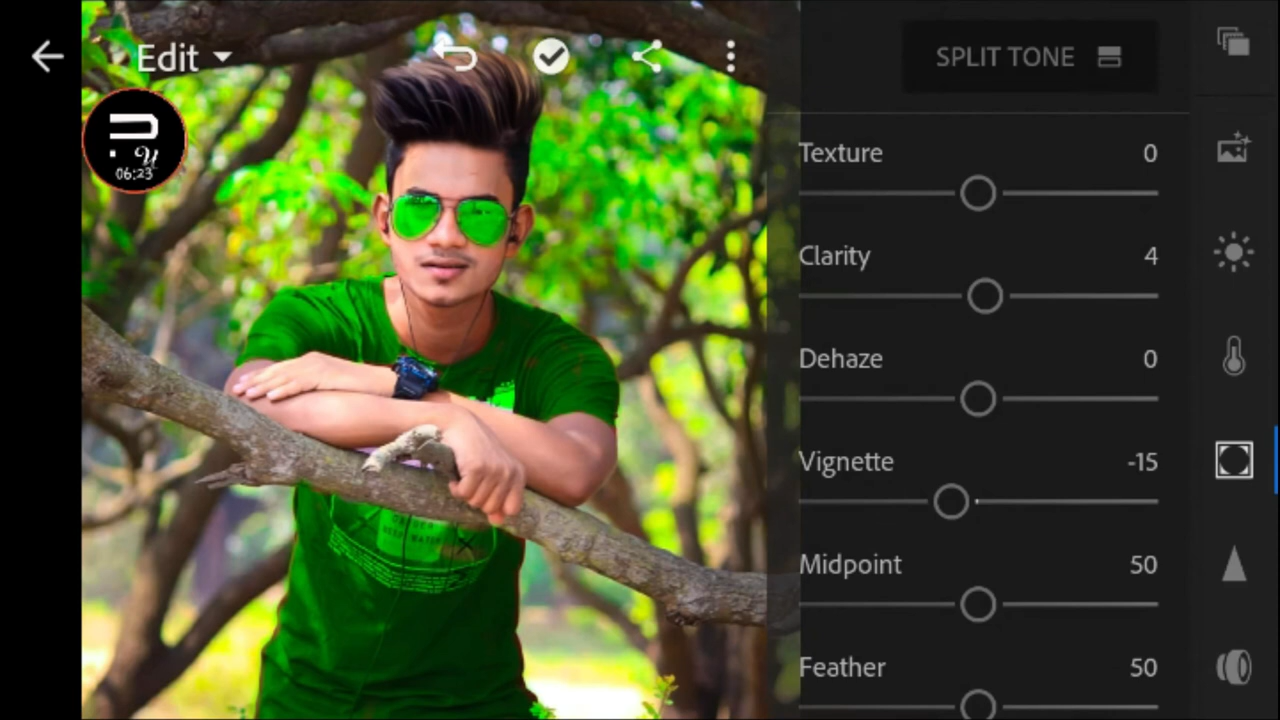 Edit
SPLIT TONE
06:23
Texture 0
Clarity 4
Dehaze 0
Vignette -15
Midpoint 50
Feather 50